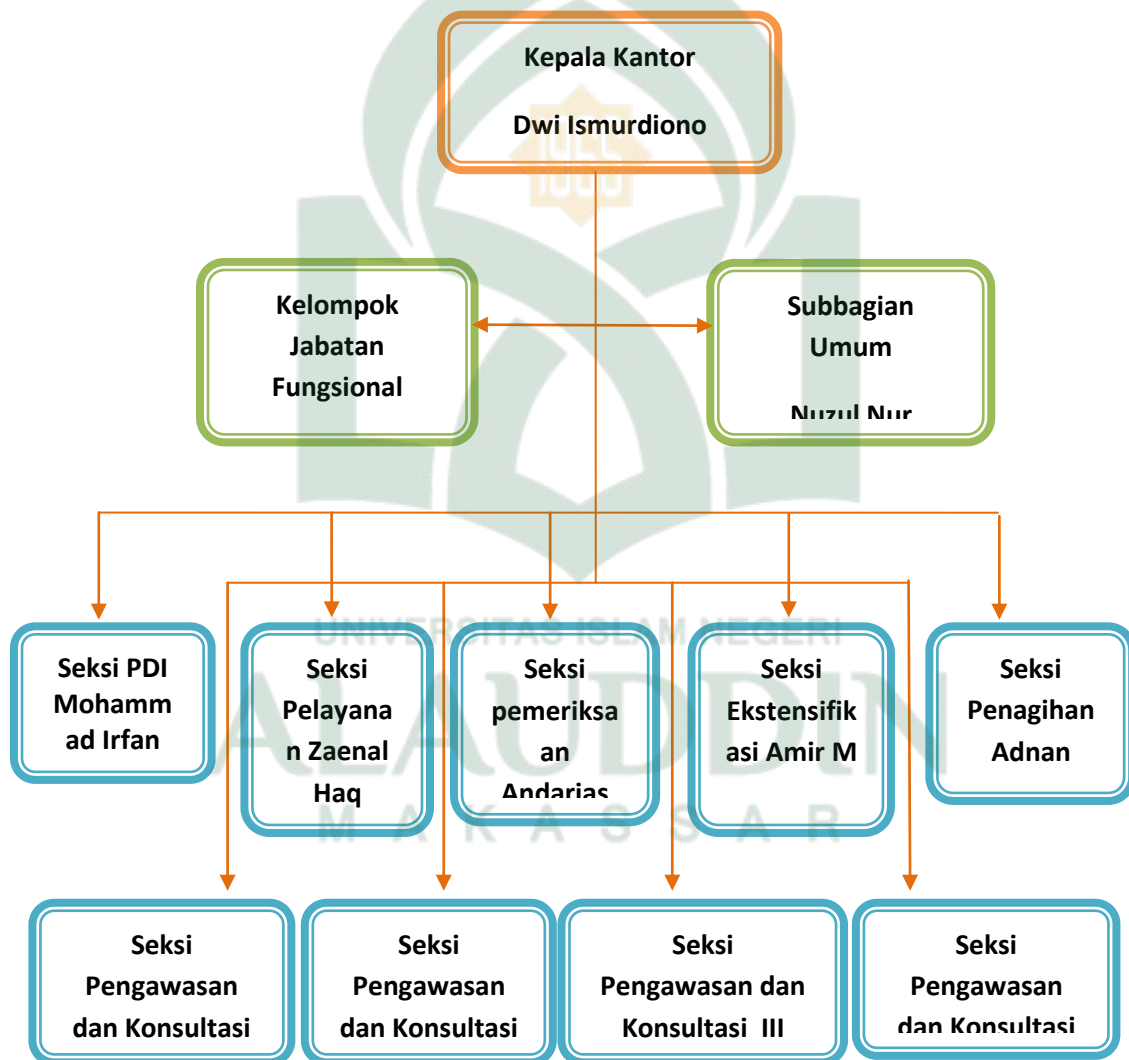 Kepala Kantor
Dwi Ismurdiono
Kelompok
Jabatan
Fungsional
Subbagian
Umum
Nuzul Nur
Seksi PDI
Mohamm
ad Irfan
Seksi
Pelayana
n Zaenal
Haq
Seksi
pemeriksa
an
Andarias
Seksi
Ekstensifik
asi Amir M
Seksi
Penagihan
Adnan
UNIVERSITAS ISLAM NEGERI
ALAUDDIN
MAKASSAR
Seksi
Pengawasan
dan Konsultasi
Seksi
Pengawasan
dan Konsultasi
Seksi
Pengawasan dan
Konsultasi III
Seksi
Pengawasan
dan Konsultasi